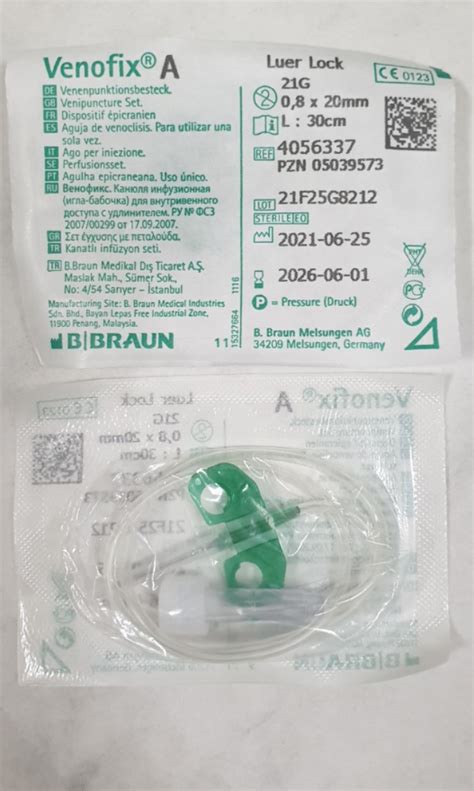 Venofix® A
DE Venenpunktionsbesteck.
EN Venipuncture Set.
FR Dispositif épicranien
ES Aguja de venoclisis. Para utilizar una
sola vez.
IT Ago per iniezione.
SE Perfusionsset.
PT Agulha epicraneana. Uso único.
RU Венофикс. Канюля инфузионная
(игла-бабочка) для внутривенного
доступа с удлинителем. РУ № ФСЗ
2007/00299 от 17.09.2007.
GR Σετ έγχυσης με πεταλούδα.
TR Kanatlı infüzyon seti.
TR B.Braun Medikal Dış Ticaret A.Ş.
Maslak Mah., Sümer Sok.,
No: 4/54 Sarıyer – İstanbul
Manufacturing Site: B. Braun Medical Industries
Sdn. Bhd., Bayan Lepas Free Industrial Zone,
11900 Penang, Malaysia.
B|BRAUN
11
15327664
1116
Luer Lock
CE 0123
21G
0,8 x 20mm
L : 30cm
REF 4056337
PZN 05039573
LOT 21F25G8212
STERILE EO
2021-06-25
2026-06-01
P = Pressure (Druck)
B. Braun Melsungen AG
34209 Melsungen, Germany
Venofix® A
Luer Lock
CE 0123
21G
0,8 x 20mm
L : 30cm
B|BRAUN